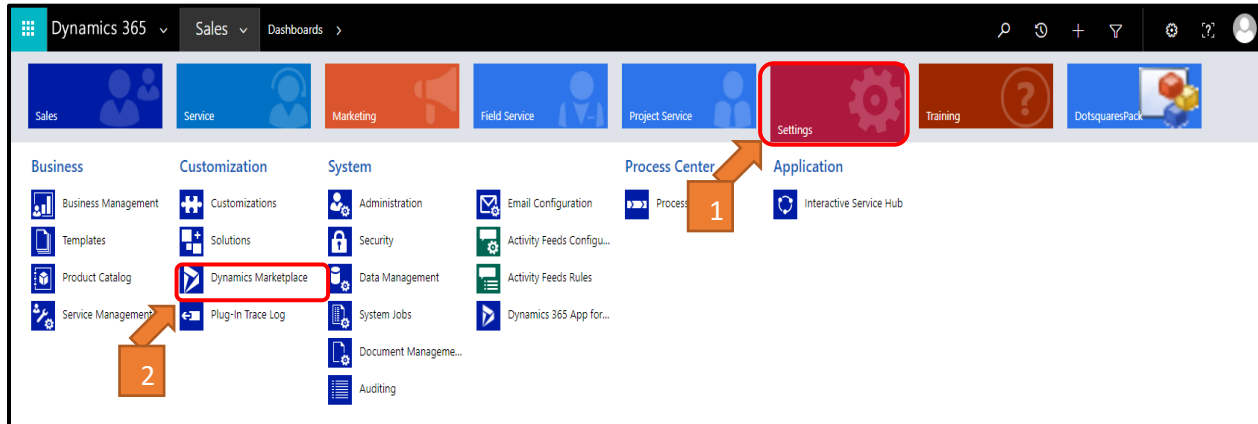 Dynamics 365 Sales Dashboards
Sales Service Marketing Field Service Project Service Settings Training DotsquaresPack
Business Customization System Process Center Application
Business Management Customizations Administration Email Configuration Process Interactive Service Hub
1
Templates Solutions Security Activity Feeds Configu...
Product Catalog Dynamics Marketplace Data Management Activity Feeds Rules
Service Management Plug-In Trace Log System Jobs Dynamics 365 App for...
Document Manageme...
2
Auditing